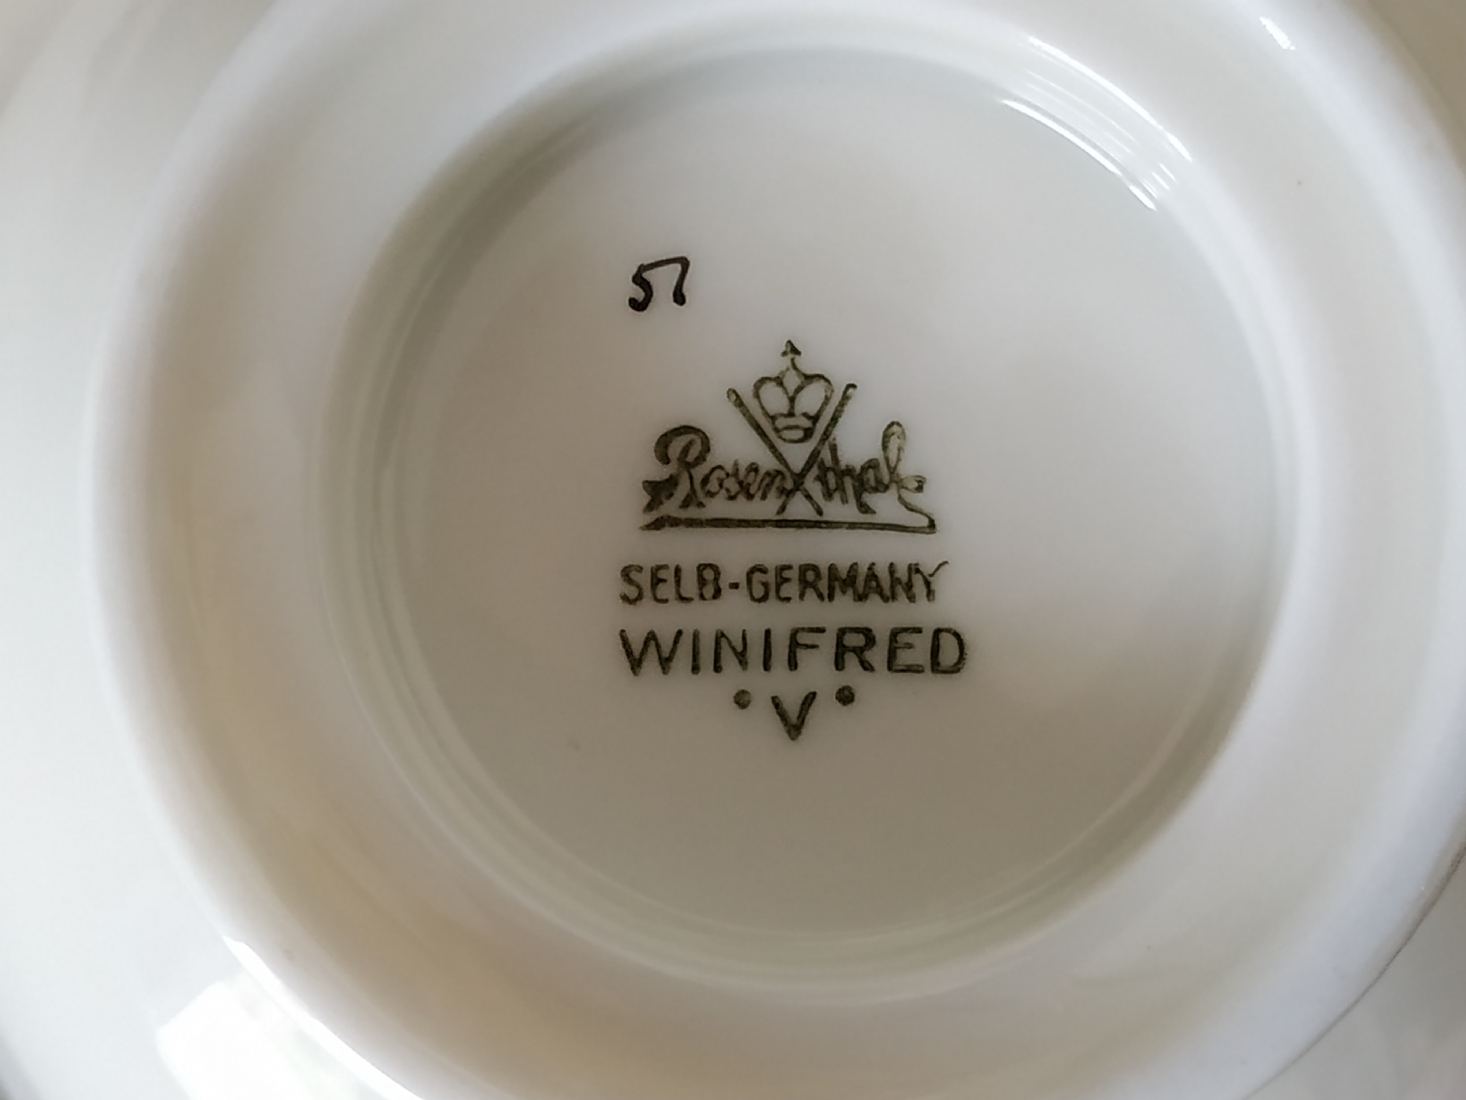 57
Rosenthal
SELB-GERMANY
WINIFRED
• V •